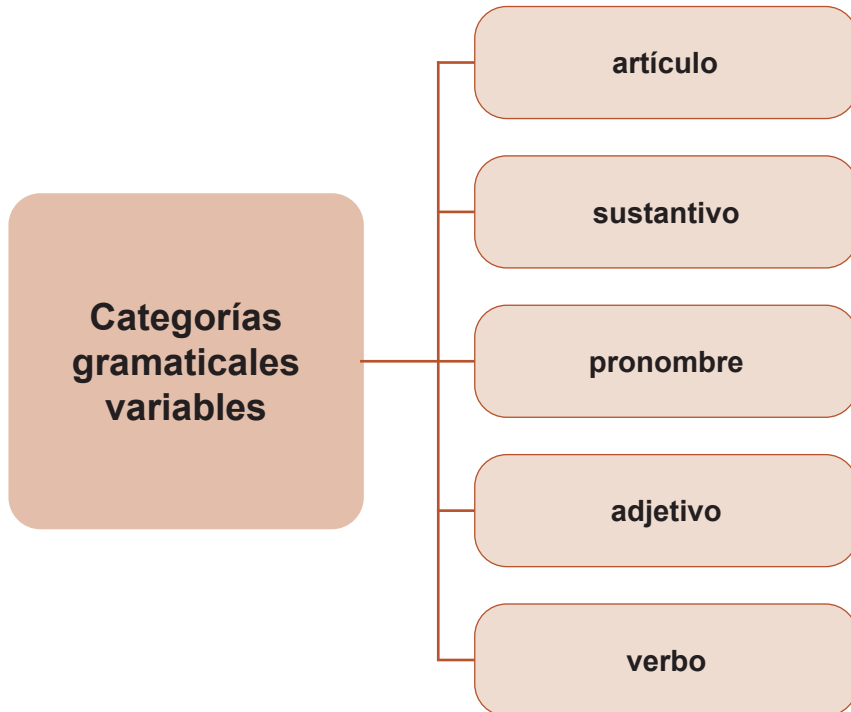 Categorías
gramaticales
variables
artículo
sustantivo
pronombre
adjetivo
verbo